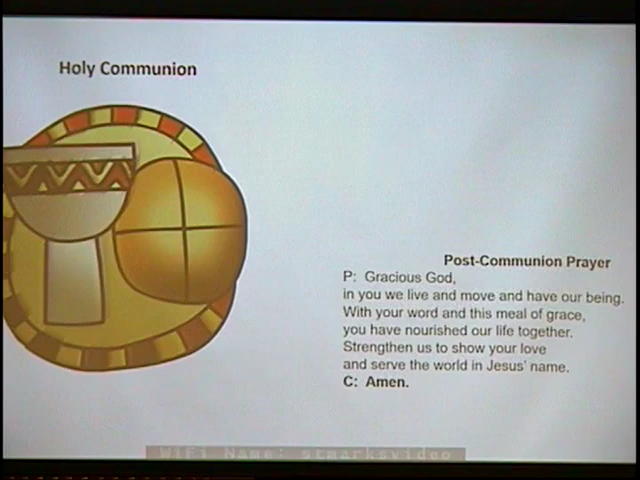 Holy Communion
Post-Communion Prayer
P: Gracious God,
in you we live and move and have our being.
With your word and this meal of grace,
you have nourished our life together.
Strengthen us to show your love
and serve the world in Jesus' name.
C: Amen.
WiFi Name: stmarksvideo